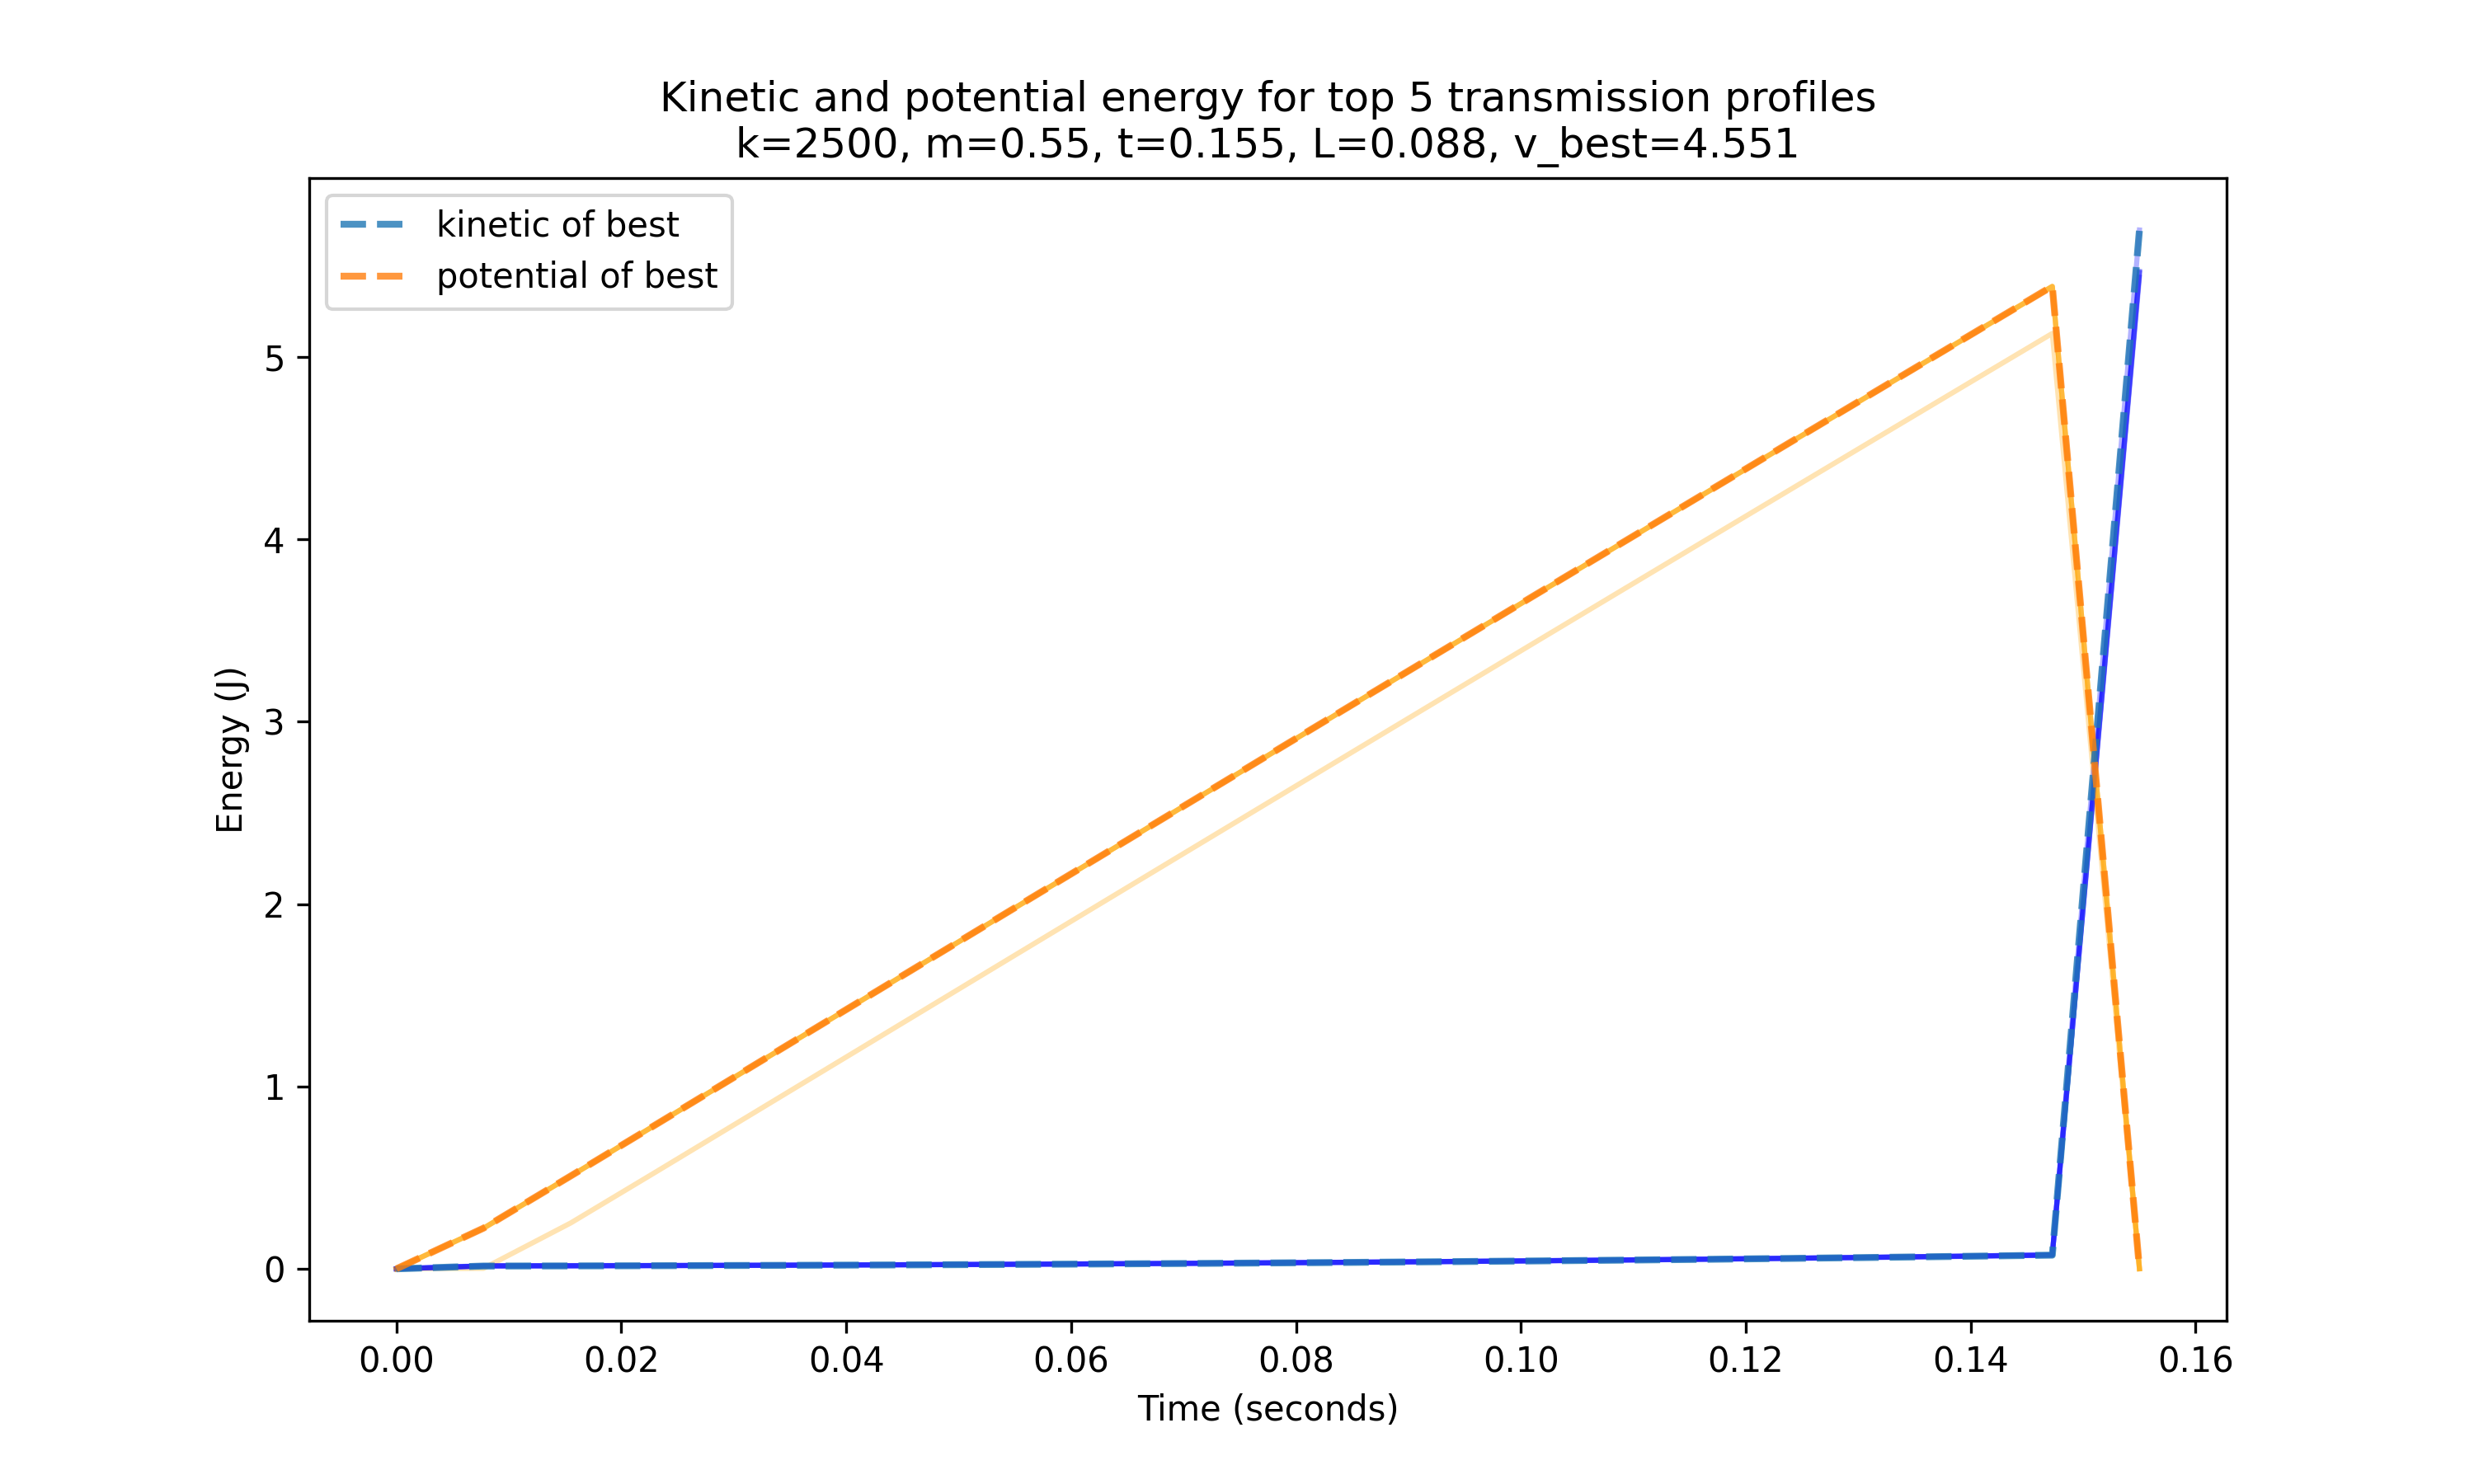 Kinetic and potential energy for top 5 transmission profiles
k=2500, m=0.55, t=0.155, L=0.088, v_best=4.551
kinetic of best
potential of best
Energy (J)
5
4
3
2
1
0
0.00 0.02 0.04 0.06 0.08 0.10 0.12 0.14 0.16
Time (seconds)